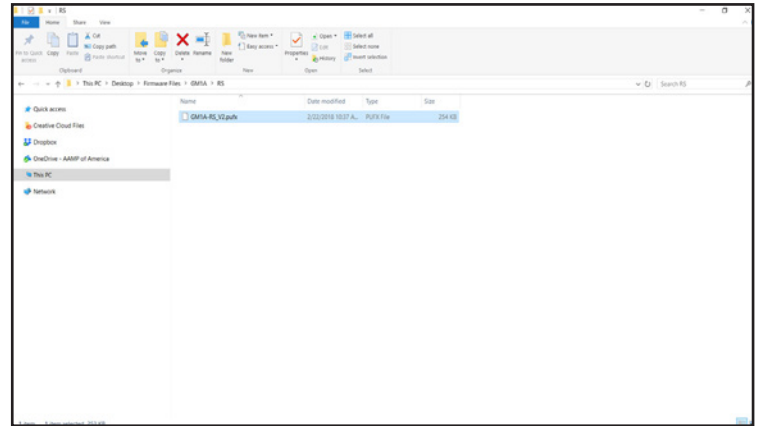 RS
File Home Share View
Cut
Copy path
Paste shortcut
Copy Paste
Move to
Copy to
Delete Rename
New folder
New item
Easy access
Properties
Open
Edit
History
Select all
Select none
Invert selection
Clipboard Organize New Open Select
This PC > Desktop > Firmware Files > GM1A > RS
Search RS
Name Date modified Type Size
GM1A-RS_V2.pufx 2/22/2018 10:37 A... PUFX File 254 KB
Quick access
Creative Cloud Files
Dropbox
OneDrive - AAMP of America
This PC
Network